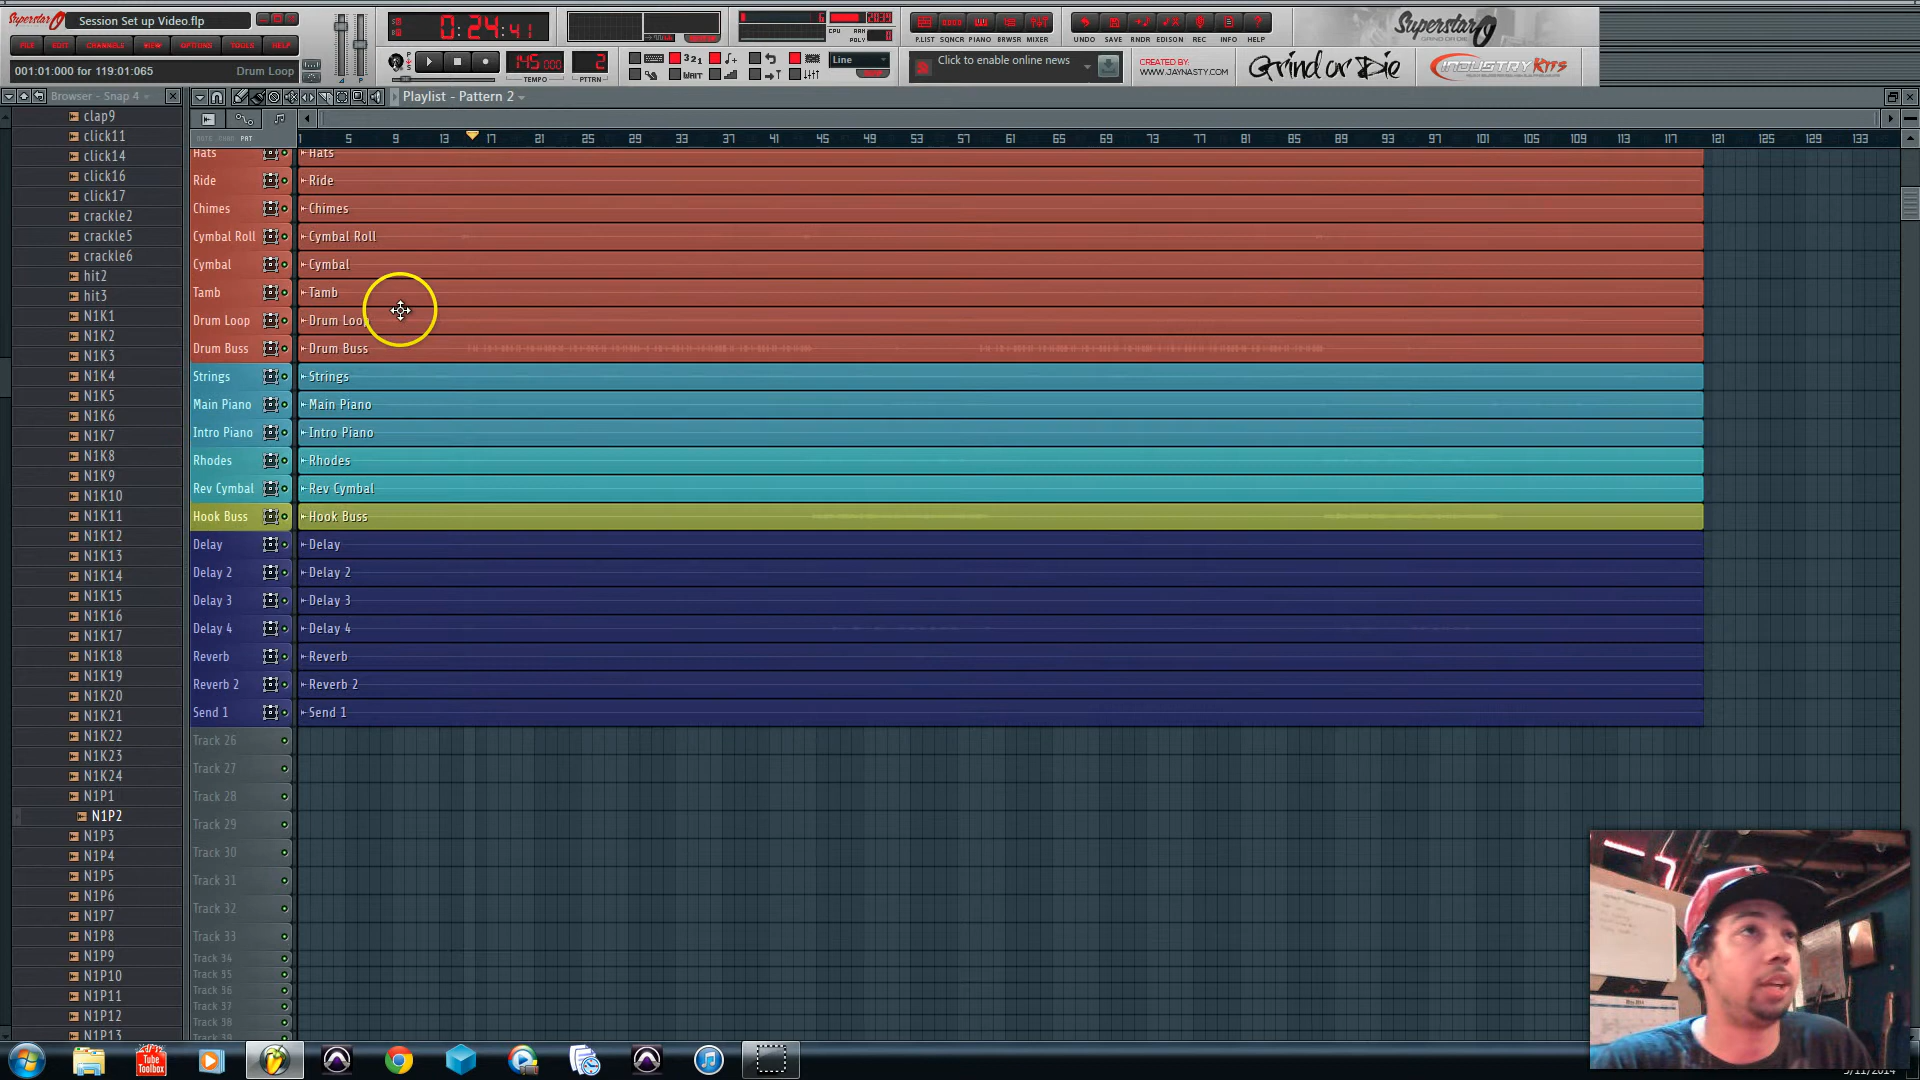 Superstar O
Session Set up Video.flp
FILE EDIT CHANNELS VIEW OPTIONS TOOLS HELP
001:01:000 for 119:01:065 Drum Loop
0:24:41
145.000
TEMPO
2
PTTRN
321
WAIT
CPU
RAM
POLY
Line
P.LIST SQNCR PIANO BRWSR MIXER
UNDO SAVE RNDR EDISON REC INFO HELP
Click to enable online news
CREATED BY:
WWW.JAYNASTY.COM
Superstar O
Grind or Die
INDUSTRY KITS
Browser - Snap 4
Playlist - Pattern 2
1 5 9 13 17 21 25 29 33 37 41 45 49 53 57 61 65 69 73 77 81 85 89 93 97 101 105 109 113 117 121 125 129 133
clap9
click11
click14
click16
click17
crackle2
crackle5
crackle6
hit2
hit3
N1K1
N1K2
N1K3
N1K4
N1K5
N1K6
N1K7
N1K8
N1K9
N1K10
N1K11
N1K12
N1K13
N1K14
N1K15
N1K16
N1K17
N1K18
N1K19
N1K20
N1K21
N1K22
N1K23
N1K24
N1P1
N1P2
N1P3
N1P4
N1P5
N1P6
N1P7
N1P8
N1P9
N1P10
N1P11
N1P12
N1P13
Hats Hats
Ride Ride
Chimes Chimes
Cymbal Roll Cymbal Roll
Cymbal Cymbal
Tamb Tamb
Drum Loop Drum Loop
Drum Buss Drum Buss
Strings Strings
Main Piano Main Piano
Intro Piano Intro Piano
Rhodes Rhodes
Rev Cymbal Rev Cymbal
Hook Buss Hook Buss
Delay Delay
Delay 2 Delay 2
Delay 3 Delay 3
Delay 4 Delay 4
Reverb Reverb
Reverb 2 Reverb 2
Send 1 Send 1
Track 26
Track 27
Track 28
Track 29
Track 30
Track 31
Track 32
Track 33
Track 34
Track 35
Track 36
Track 37
Track 38
Track 39
Tube
Toolbox
5/11/2014